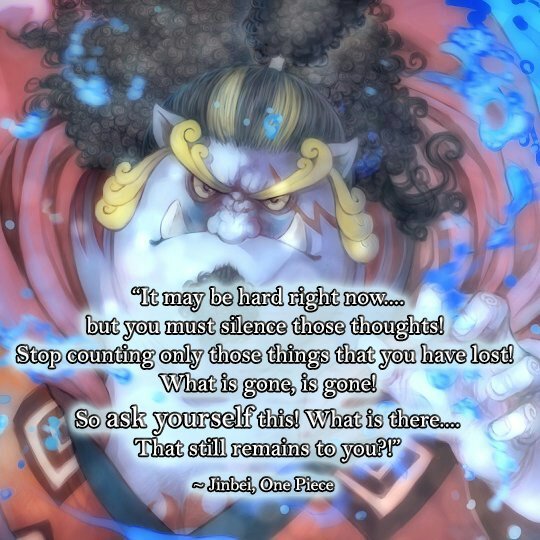 “It may be hard right now....
but you must silence those thoughts!
Stop counting only those things that you have lost!
What is gone, is gone!
So ask yourself this! What is there....
That still remains to you?!”
~ Jinbei, One Piece